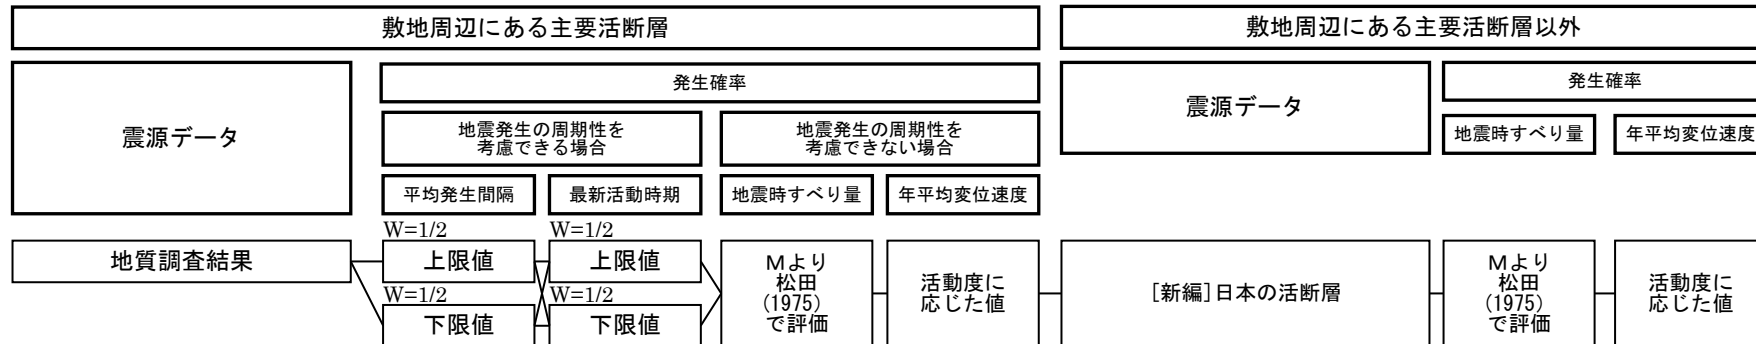 敷地周辺にある主要活断層
敷地周辺にある主要活断層以外
震源データ
発生確率
地震発生の周期性を
考慮できる場合
地震発生の周期性を
考慮できない場合
平均発生間隔
最新活動時期
地震時すべり量
年平均変位速度
震源データ
発生確率
地震時すべり量
年平均変位速度
地質調査結果
W=1/2
上限値
W=1/2
下限値
W=1/2
上限値
W=1/2
下限値
Mより
松田
(1975)
で評価
活動度に
応じた値
[新編]日本の活断層
Mより
松田
(1975)
で評価
活動度に
応じた値